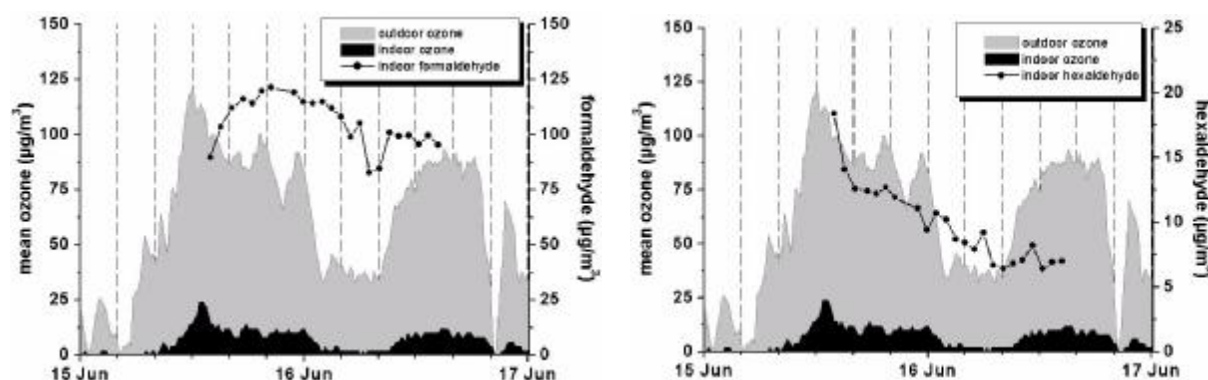 150
125
100
75
50
25
0
mean ozone (µg/m³)
outdoor ozone
indoor ozone
indoor formaldehyde
150
125
100
75
50
25
0
formaldehyde (µg/m³)
15 Jun
16 Jun
17 Jun
150
125
100
75
50
25
0
mean ozone (µg/m³)
outdoor ozone
indoor ozone
indoor hexaldehyde
25
20
15
10
5
0
hexaldehyde (µg/m³)
15 Jun
16 Jun
17 Jun